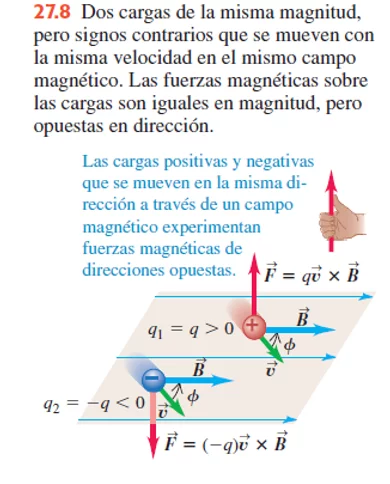 27.8 Dos cargas de la misma magnitud,
pero signos contrarios que se mueven con
la misma velocidad en el mismo campo
magnético. Las fuerzas magnéticas sobre
las cargas son iguales en magnitud, pero
opuestas en dirección.
Las cargas positivas y negativas
que se mueven en la misma di-
rección a través de un campo
magnético experimentan
fuerzas magnéticas de
direcciones opuestas.
F⃗ = qv⃗ × B⃗
q₁ = q > 0
+
B⃗
ϕ
v⃗
−
B⃗
ϕ
q₂ = −q < 0
v⃗
F⃗ = (−q)v⃗ × B⃗